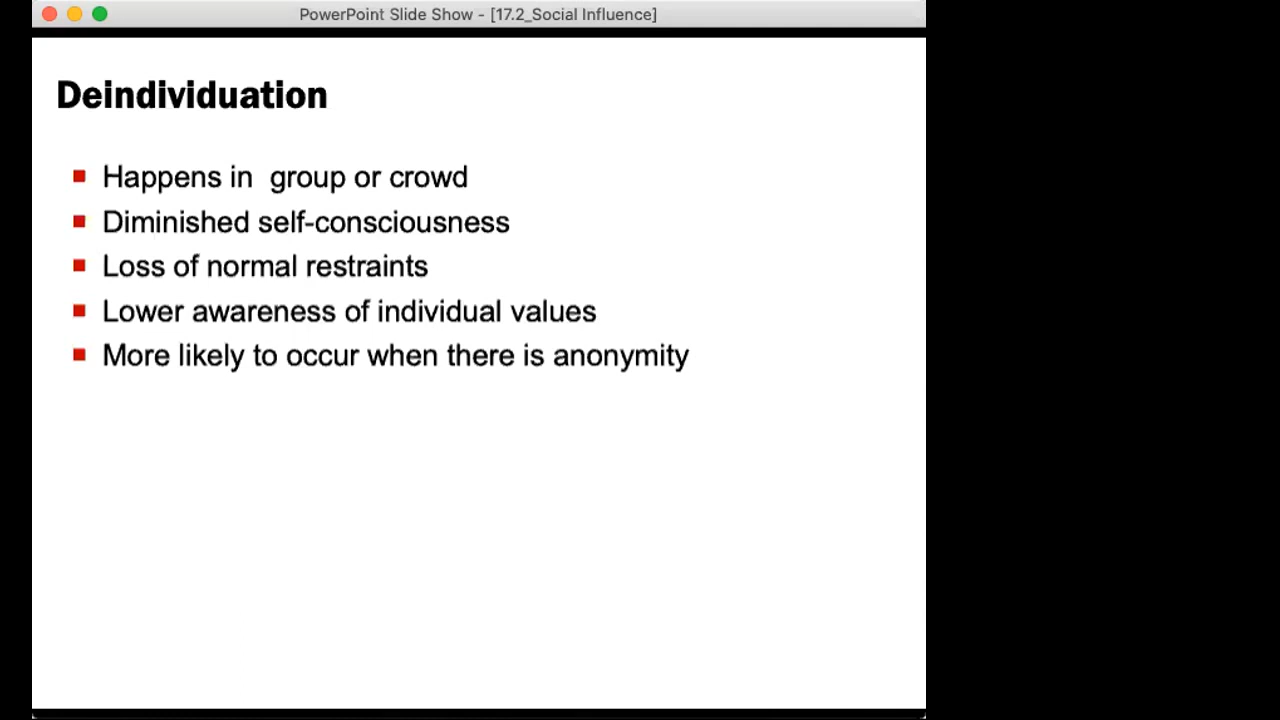 PowerPoint Slide Show - [17.2_Social Influence]
Deindividuation
Happens in  group or crowd
Diminished self-consciousness
Loss of normal restraints
Lower awareness of individual values
More likely to occur when there is anonymity